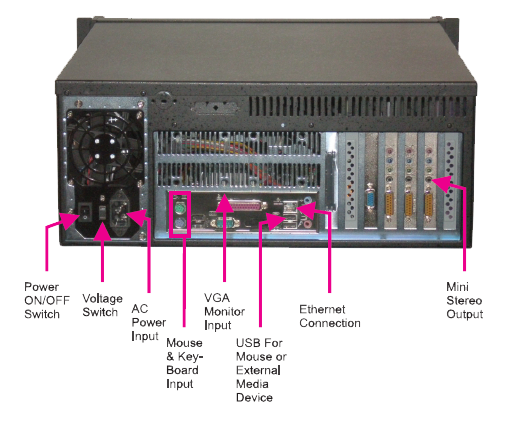 Power
ON/OFF
Switch
Voltage
Switch
AC
Power
Input
Mouse
& Key-
Board
Input
VGA
Monitor
Input
USB For
Mouse or
External
Media
Device
Ethernet
Connection
Mini
Stereo
Output